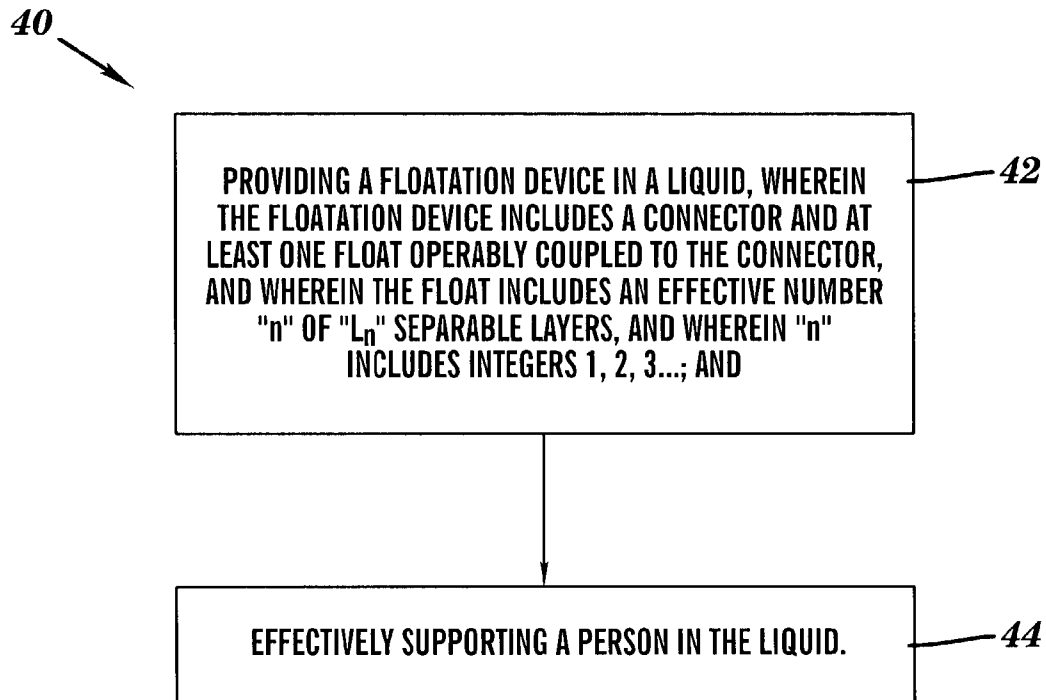 40
PROVIDING A FLOATATION DEVICE IN A LIQUID, WHEREIN
THE FLOATATION DEVICE INCLUDES A CONNECTOR AND AT
LEAST ONE FLOAT OPERABLY COUPLED TO THE CONNECTOR,
AND WHEREIN THE FLOAT INCLUDES AN EFFECTIVE NUMBER
"n" OF "Ln" SEPARABLE LAYERS, AND WHEREIN "n"
INCLUDES INTEGERS 1, 2, 3...; AND
42
EFFECTIVELY SUPPORTING A PERSON IN THE LIQUID.
44